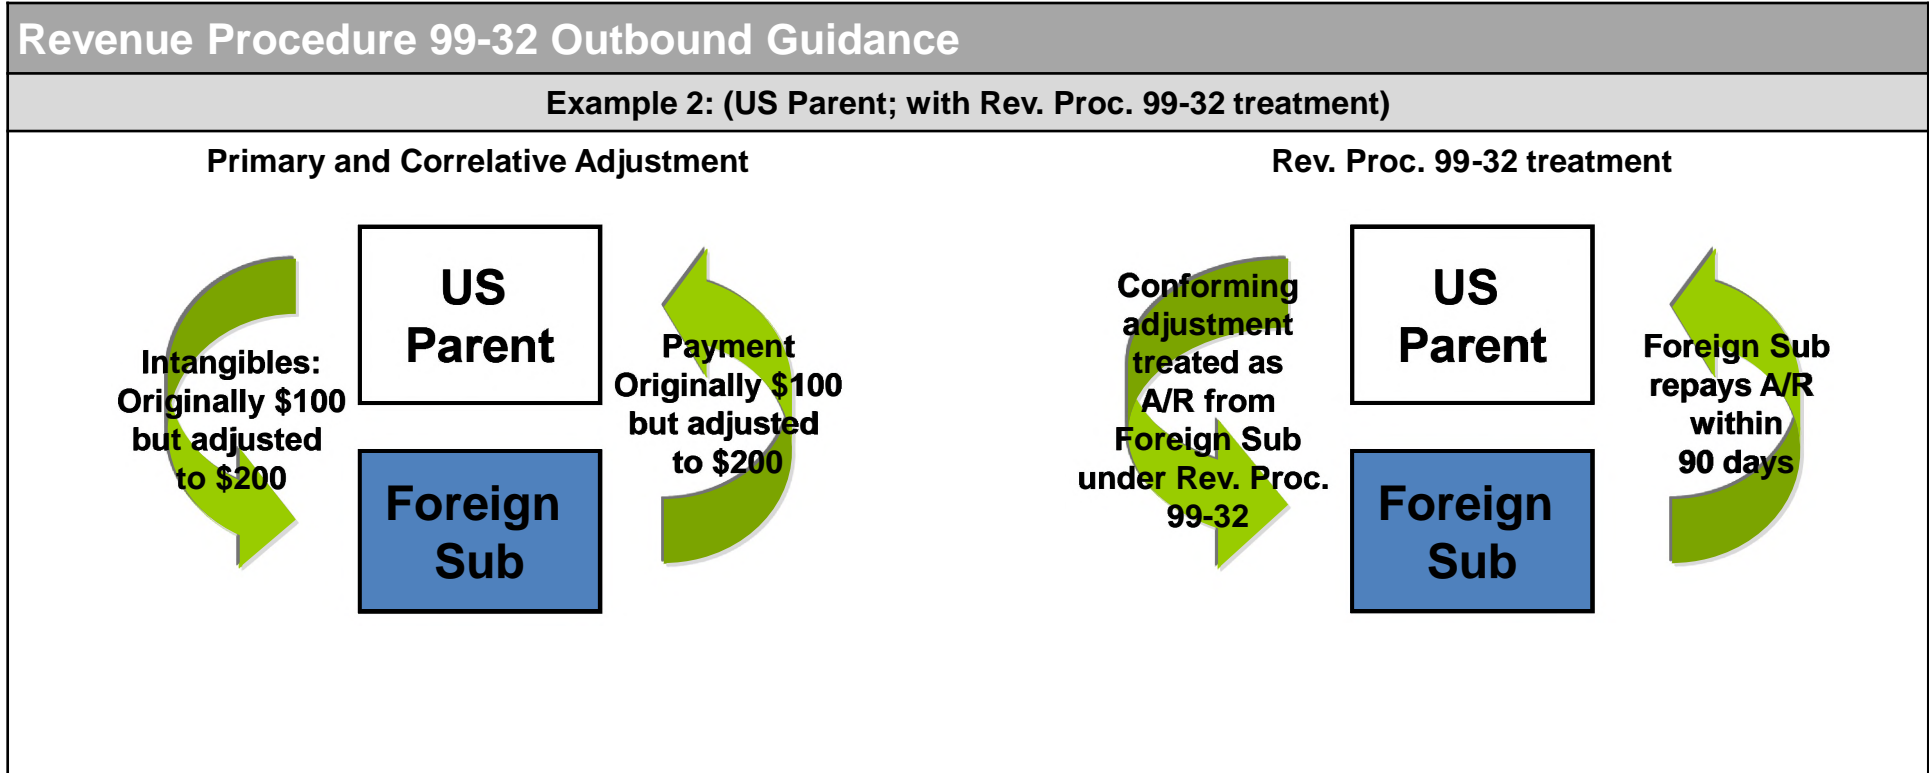 Revenue Procedure 99-32 Outbound Guidance
Example 2: (US Parent; with Rev. Proc. 99-32 treatment)
Primary and Correlative Adjustment
Intangibles:
Originally $100
but adjusted
to $200
US
Parent
Foreign
Sub
Payment
Originally $100
but adjusted
to $200
Rev. Proc. 99-32 treatment
Conforming
adjustment
treated as
A/R from
Foreign Sub
under Rev. Proc.
99-32
US
Parent
Foreign
Sub
Foreign Sub
repays A/R
within
90 days